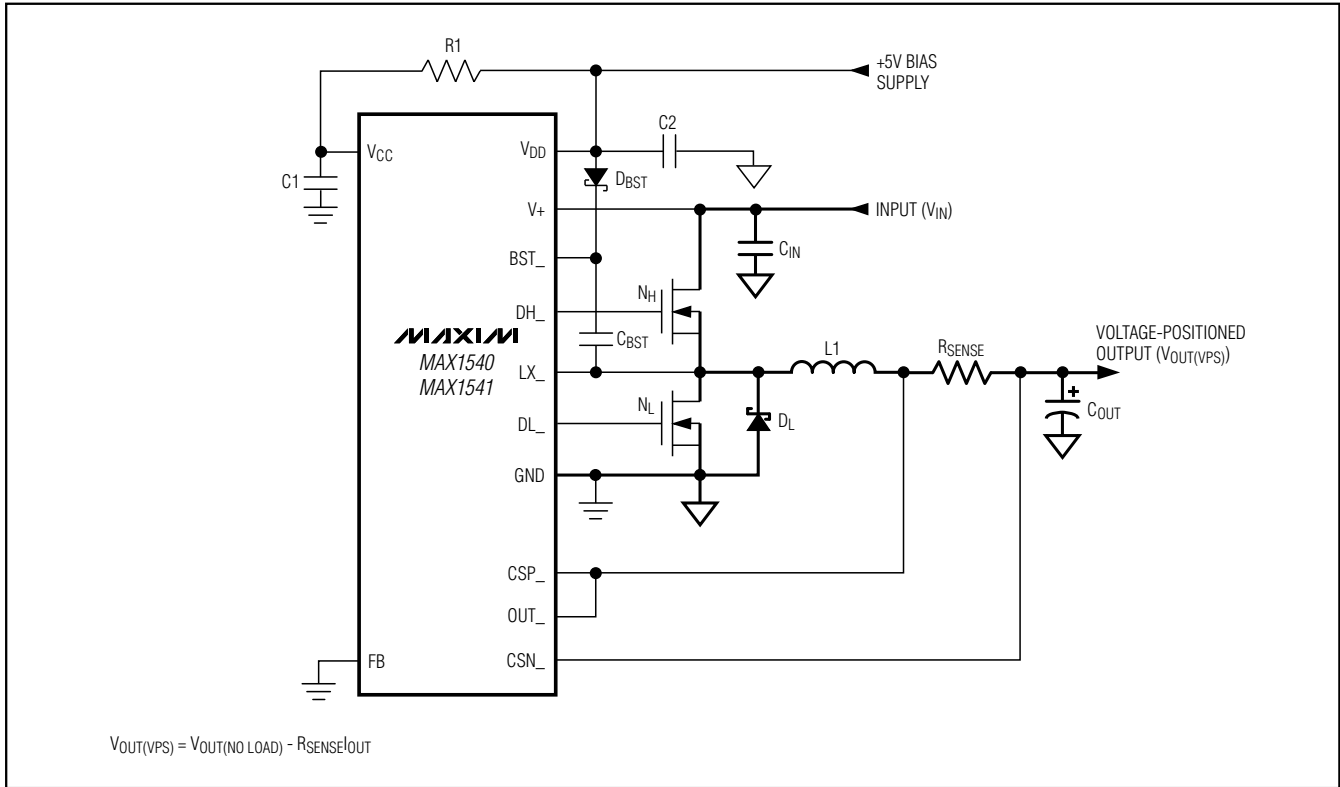 R1
+5V BIAS
SUPPLY
C2
VCC
VDD
C1
DBST
V+
INPUT (VIN)
CIN
BST_
NH
DH_
CBST
MAXIM
MAX1540
MAX1541
LX_
L1
RSENSE
VOLTAGE-POSITIONED
OUTPUT (VOUT(VPS))
+
COUT
NL
DL_
DL
GND
CSP_
OUT_
FB
CSN_
VOUT(VPS) = VOUT(NO LOAD) - RSENSEIOUT